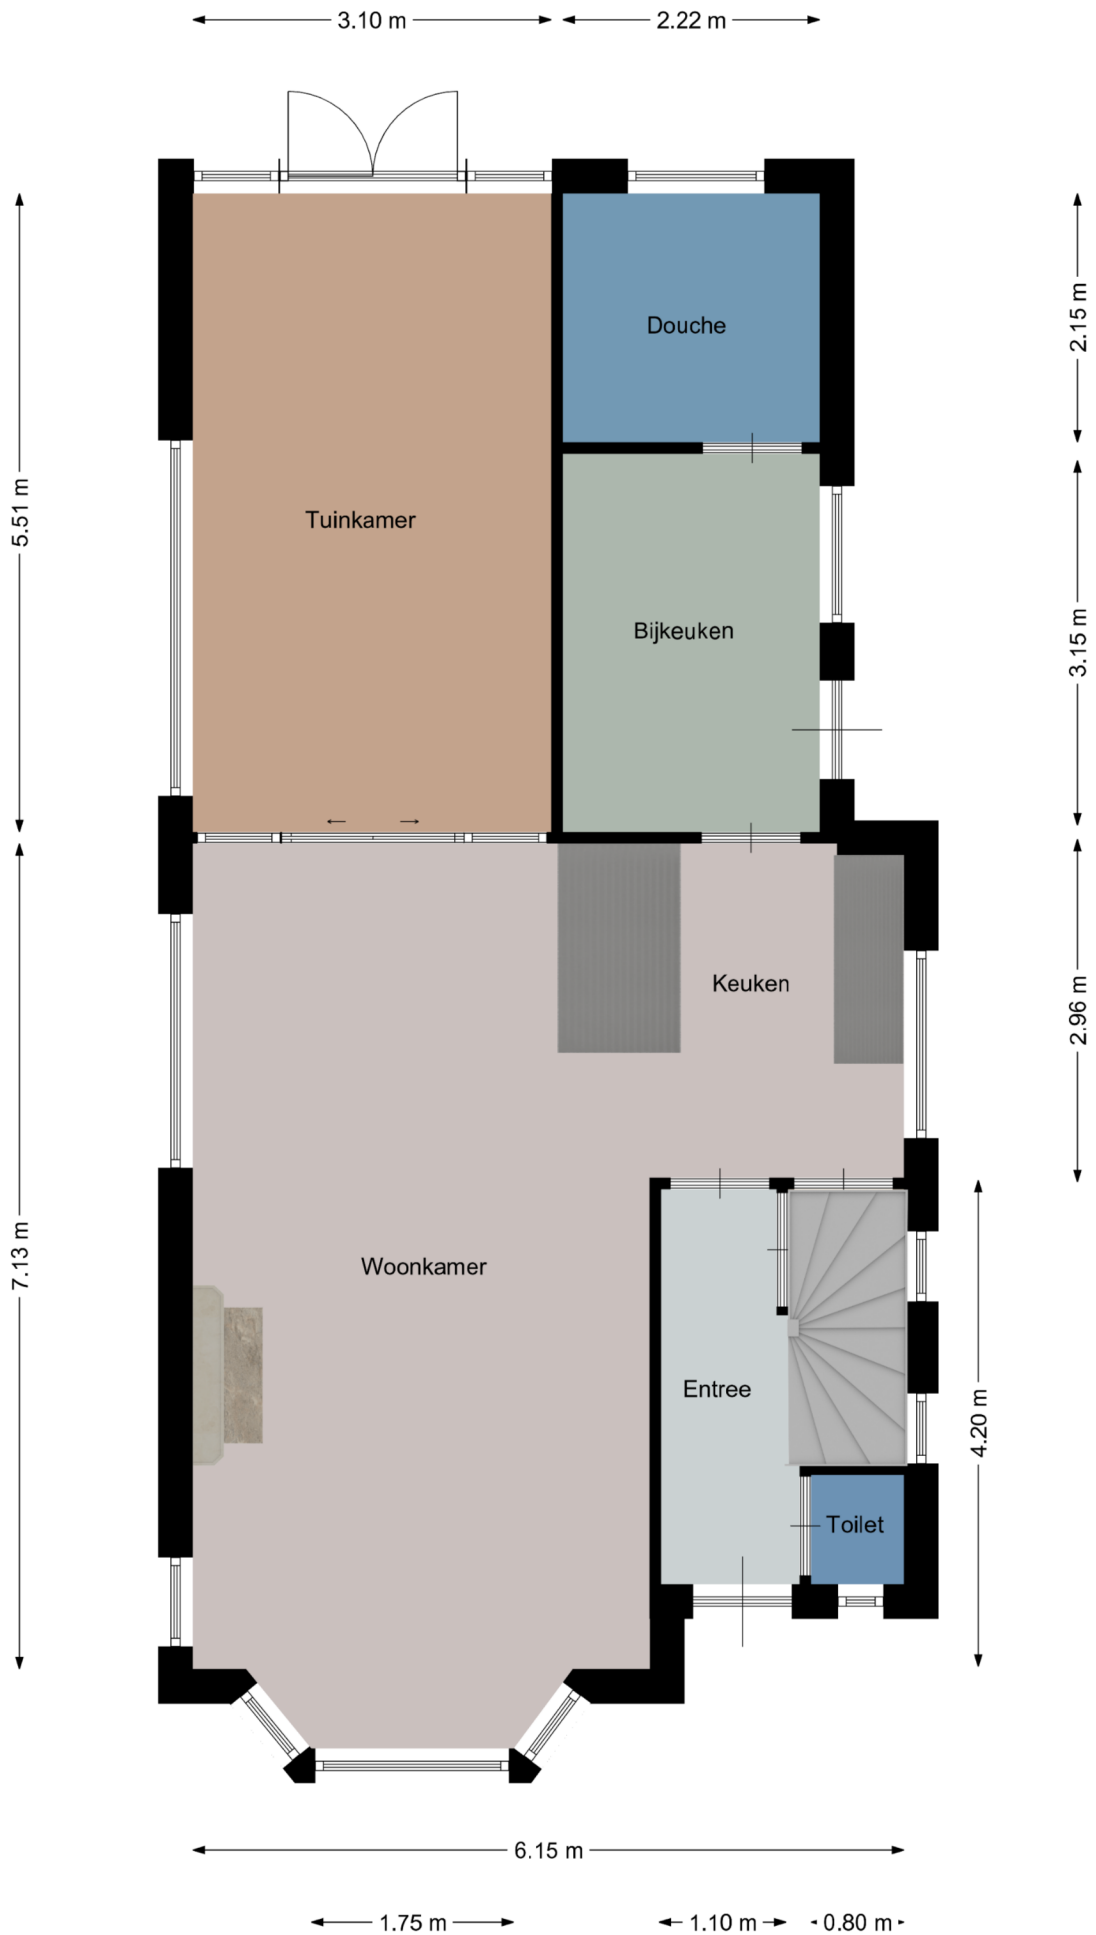 3.10 m
2.22 m
Douche
2.15 m
Tuinkamer
5.51 m
Bijkeuken
3.15 m
Keuken
2.96 m
Woonkamer
7.13 m
Entree
4.20 m
Toilet
6.15 m
1.75 m
1.10 m
0.80 m